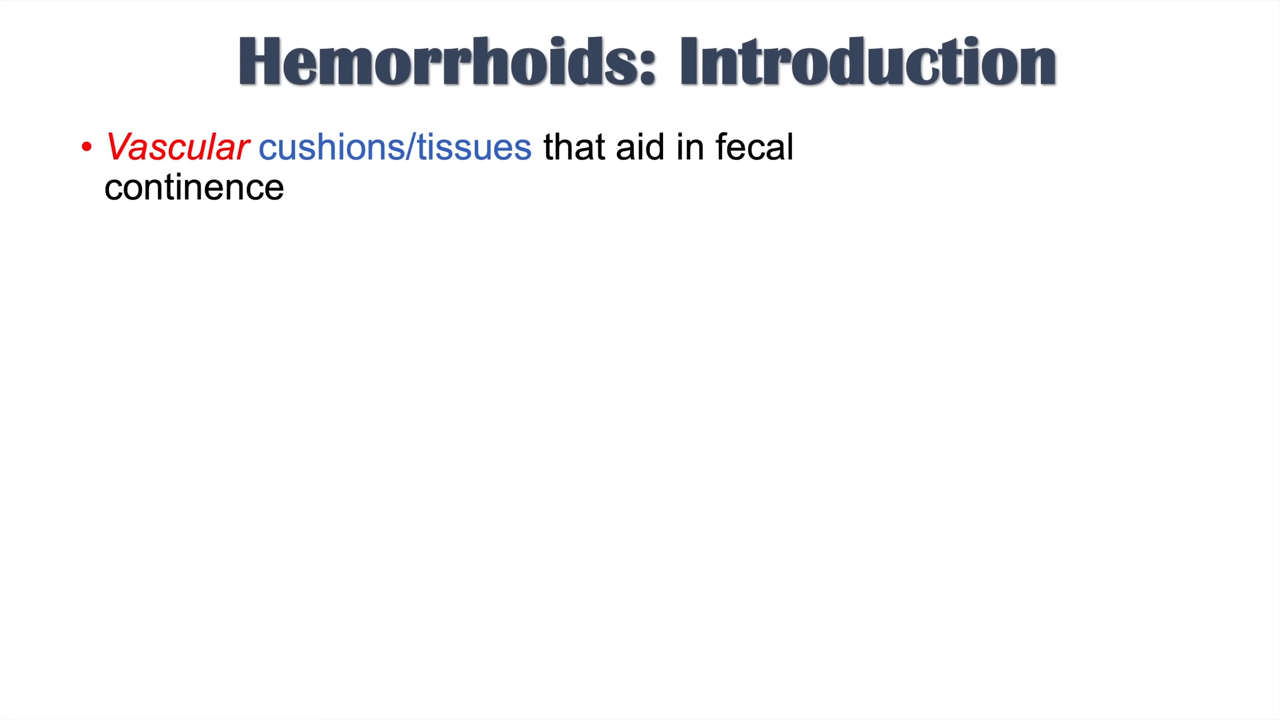 Hemorrhoids: Introduction
• Vascular cushions/tissues that aid in fecal
continence